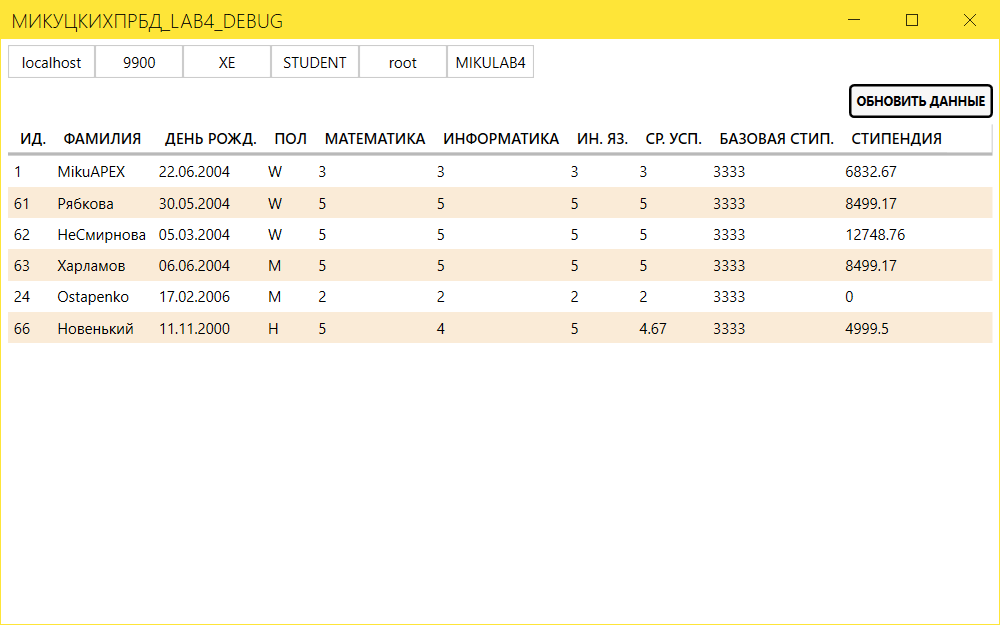 МИКУЦКИХПРБД_LAB4_DEBUG
localhost 9900 XE STUDENT root MIKULAB4
ОБНОВИТЬ ДАННЫЕ
ИД. ФАМИЛИЯ ДЕНЬ РОЖД. ПОЛ МАТЕМАТИКА ИНФОРМАТИКА ИН. ЯЗ. СР. УСП. БАЗОВАЯ СТИП. СТИПЕНДИЯ
1 MikuAPEX 22.06.2004 W 3 3 3 3 3333 6832.67
61 Рябкова 30.05.2004 W 5 5 5 5 3333 8499.17
62 НеСмирнова 05.03.2004 W 5 5 5 5 3333 12748.76
63 Харламов 06.06.2004 M 5 5 5 5 3333 8499.17
24 Ostapenko 17.02.2006 M 2 2 2 2 3333 0
66 Новенький 11.11.2000 Н 5 4 5 4.67 3333 4999.5